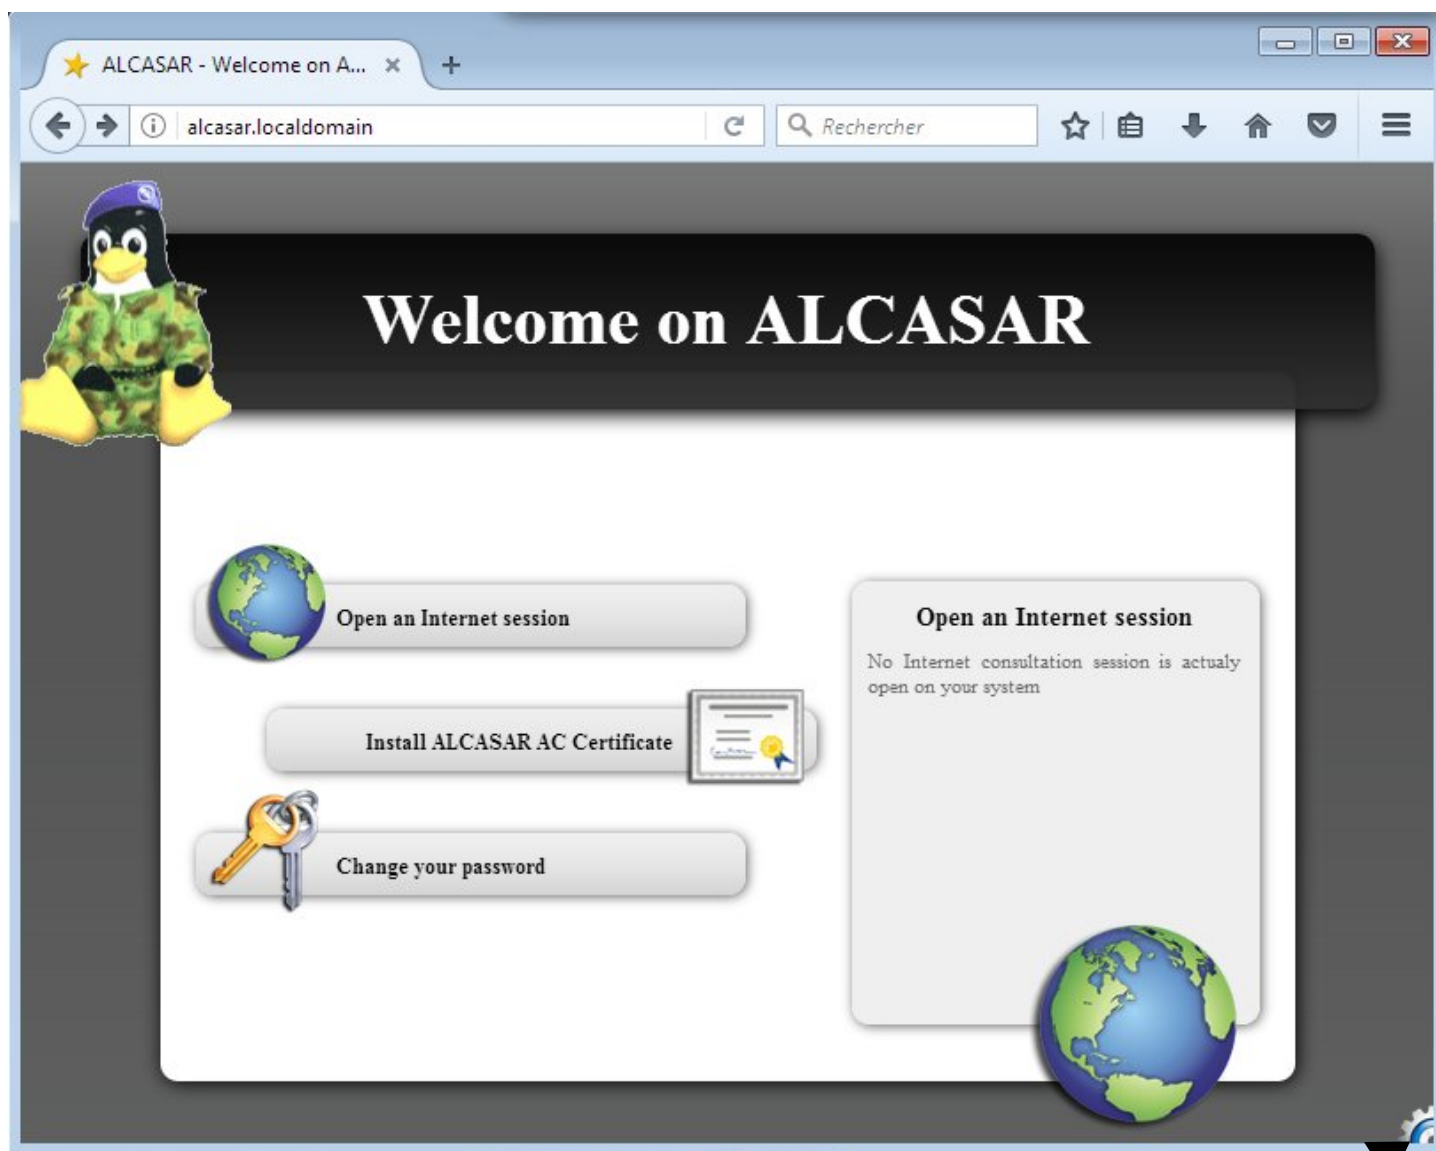 ALCASAR - Welcome on A...
alcasar.localdomain
Rechercher
Welcome on ALCASAR
Open an Internet session
Install ALCASAR AC Certificate
Change your password
Open an Internet session
No Internet consultation session is actualy
open on your system